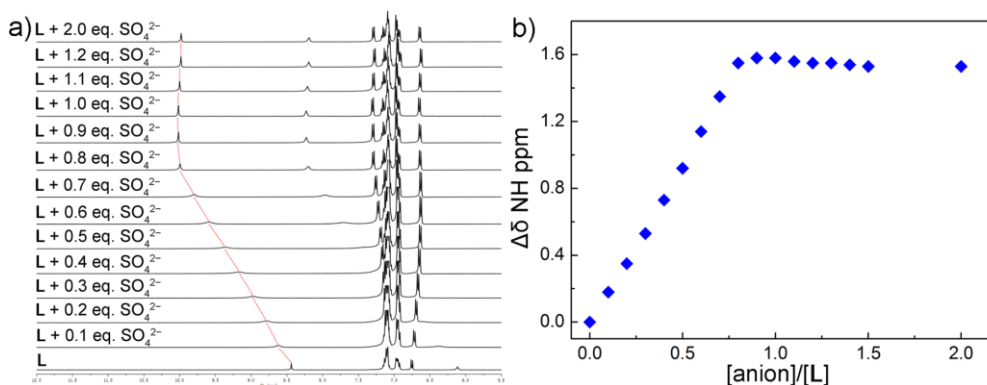 a)
L + 2.0 eq. SO₄²⁻
L + 1.2 eq. SO₄²⁻
L + 1.1 eq. SO₄²⁻
L + 1.0 eq. SO₄²⁻
L + 0.9 eq. SO₄²⁻
L + 0.8 eq. SO₄²⁻
L + 0.7 eq. SO₄²⁻
L + 0.6 eq. SO₄²⁻
L + 0.5 eq. SO₄²⁻
L + 0.4 eq. SO₄²⁻
L + 0.3 eq. SO₄²⁻
L + 0.2 eq. SO₄²⁻
L + 0.1 eq. SO₄²⁻
L
b)
Δδ NH ppm
1.6
1.2
0.8
0.4
0.0
0.0 0.5 1.0 1.5 2.0
[anion]/[L]